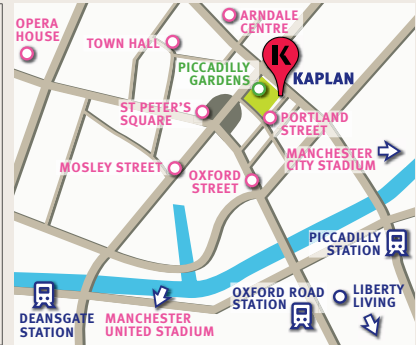 OPERA
HOUSE
ARNDALE
CENTRE
TOWN HALL
K
PICCADILLY
GARDENS
KAPLAN
ST PETER'S
SQUARE
PORTLAND
STREET
MANCHESTER
CITY STADIUM
MOSLEY STREET
OXFORD
STREET
PICCADILLY
STATION
DEANSGATE
STATION
MANCHESTER
UNITED STADIUM
OXFORD ROAD
STATION
LIBERTY
LIVING